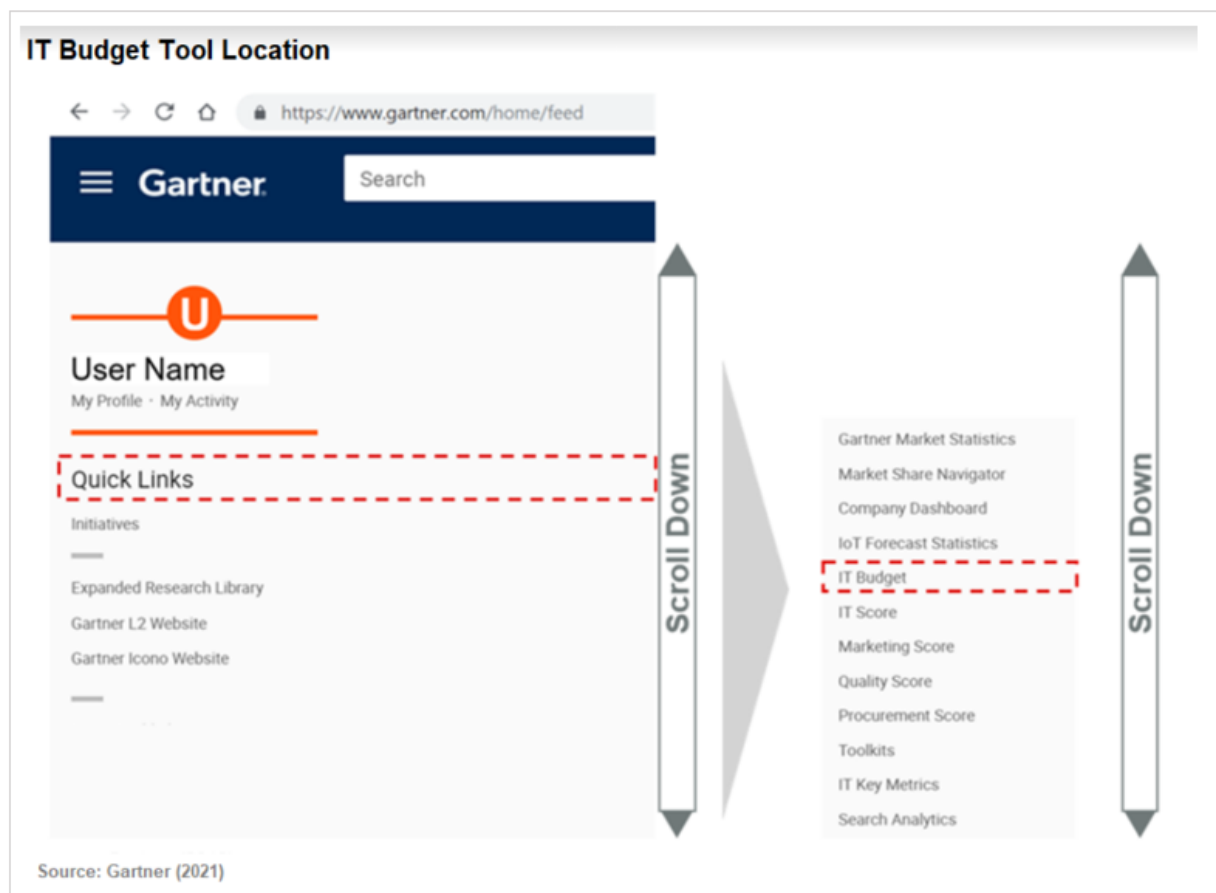 IT Budget Tool Location
https://www.gartner.com/home/feed
Gartner
Search
U
User Name
My Profile · My Activity
Quick Links
Initiatives
Expanded Research Library
Gartner L2 Website
Gartner Icono Website
Scroll Down
Gartner Market Statistics
Market Share Navigator
Company Dashboard
IoT Forecast Statistics
IT Budget
IT Score
Marketing Score
Quality Score
Procurement Score
Toolkits
IT Key Metrics
Search Analytics
Scroll Down
Source: Gartner (2021)